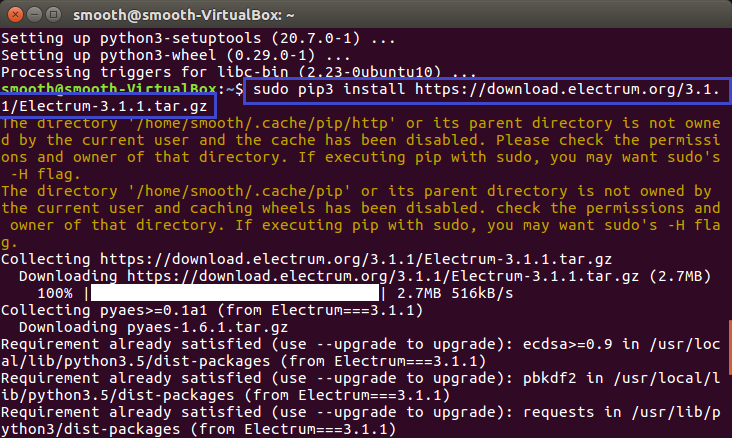 smooth@smooth-VirtualBox: ~
Setting up python3-setuptools (20.7.0-1) ...
Setting up python3-wheel (0.29.0-1) ...
Processing triggers for libc-bin (2.23-0ubuntu10) ...
smooth@smooth-VirtualBox:~$ sudo pip3 install https://download.electrum.org/3.1.
1/Electrum-3.1.1.tar.gz
The directory '/home/smooth/.cache/pip/http' or its parent directory is not owne
d by the current user and the cache has been disabled. Please check the permissi
ons and owner of that directory. If executing pip with sudo, you may want sudo's
 -H flag.
The directory '/home/smooth/.cache/pip' or its parent directory is not owned by
the current user and caching wheels has been disabled. check the permissions and
 owner of that directory. If executing pip with sudo, you may want sudo's -H fla
g.
Collecting https://download.electrum.org/3.1.1/Electrum-3.1.1.tar.gz
  Downloading https://download.electrum.org/3.1.1/Electrum-3.1.1.tar.gz (2.7MB)
    100% || 2.7MB 516kB/s
Collecting pyaes>=0.1a1 (from Electrum===3.1.1)
  Downloading pyaes-1.6.1.tar.gz
Requirement already satisfied (use --upgrade to upgrade): ecdsa>=0.9 in /usr/loc
al/lib/python3.5/dist-packages (from Electrum===3.1.1)
Requirement already satisfied (use --upgrade to upgrade): pbkdf2 in /usr/local/l
ib/python3.5/dist-packages (from Electrum===3.1.1)
Requirement already satisfied (use --upgrade to upgrade): requests in /usr/lib/p
ython3/dist-packages (from Electrum===3.1.1)